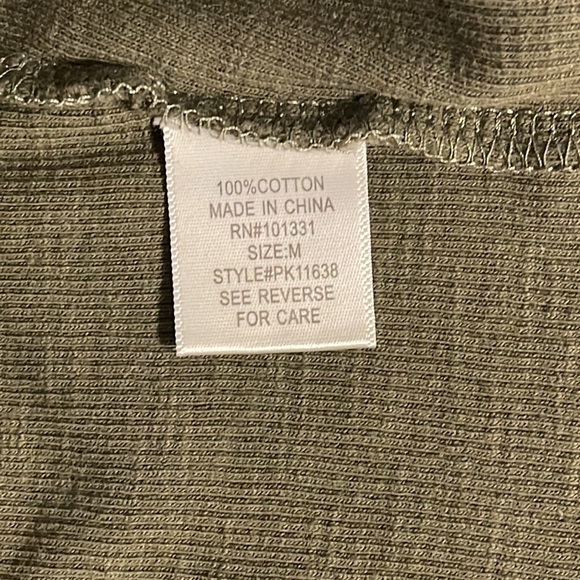 100%COTTON
MADE IN CHINA
RN#101331
SIZE:M
STYLE#PK11638
SEE REVERSE
FOR CARE